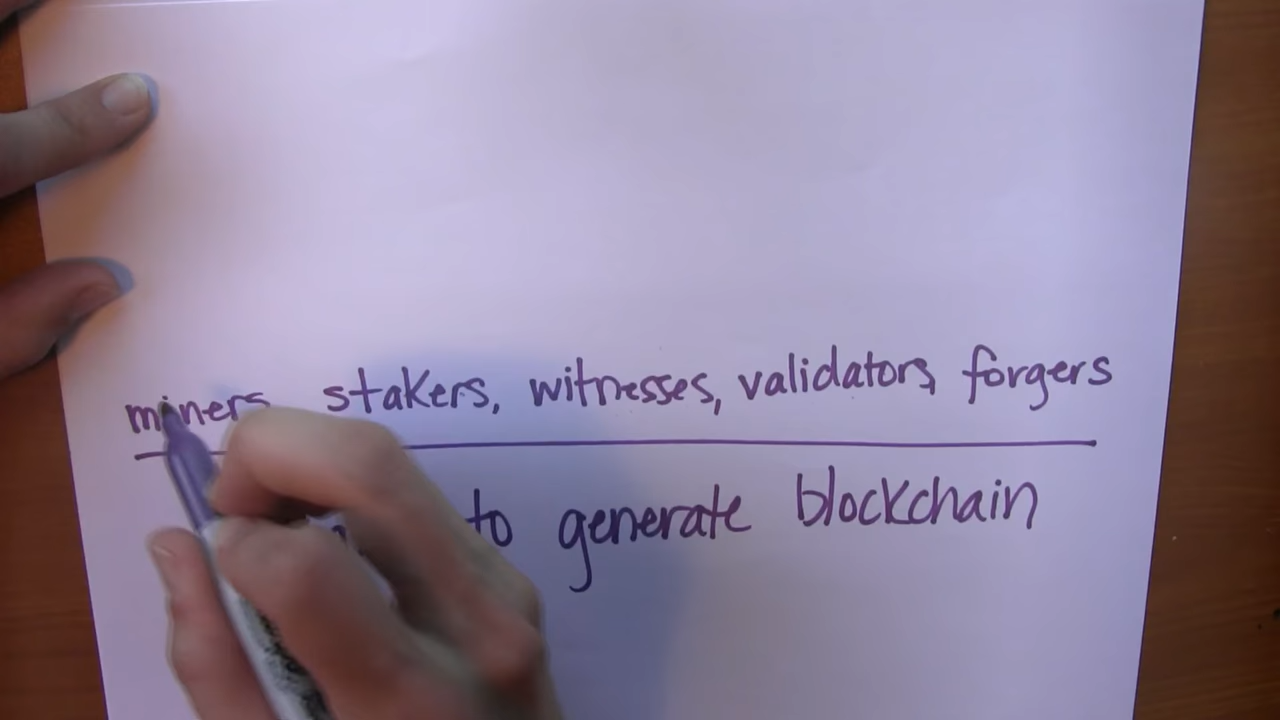 miners stakers, witnesses, validators, forgers
to generate blockchain